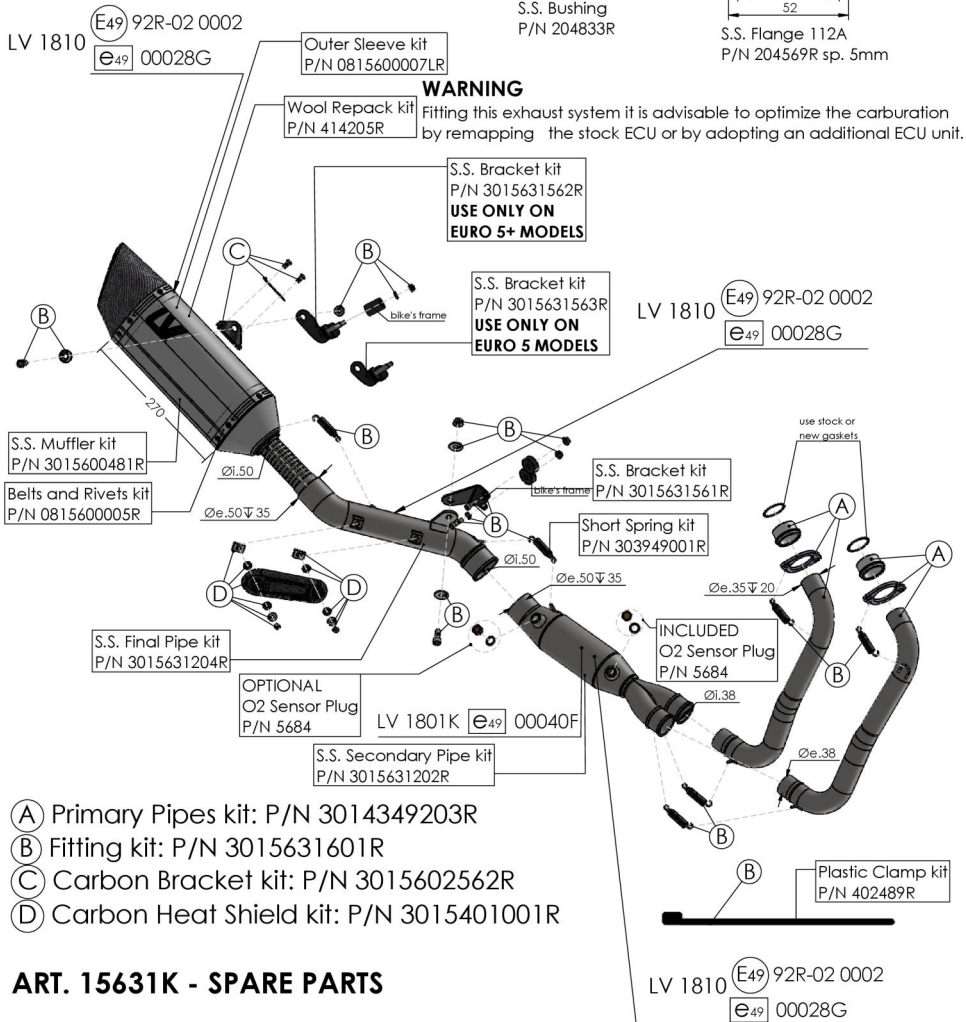 S.S. Bushing
P/N 204833R
52
S.S. Flange 112A
P/N 204569R sp. 5mm
LV 1810 E49 92R-02 0002
e49 00028G
Outer Sleeve kit
P/N 0815600007LR
Wool Repack kit
P/N 414205R
WARNING
Fitting this exhaust system it is advisable to optimize the carburation
by remapping the stock ECU or by adopting an additional ECU unit.
S.S. Bracket kit
P/N 3015631562R
USE ONLY ON
EURO 5+ MODELS
C
B
bike's frame
S.S. Bracket kit
P/N 3015631563R
USE ONLY ON
EURO 5 MODELS
LV 1810 E49 92R-02 0002
e49 00028G
B
LV
270
S.S. Muffler kit
P/N 3015600481R
Belts and Rivets kit
P/N 0815600005R
Øi.50
Øe.50↧35
B
B
bike's frame
S.S. Bracket kit
P/N 3015631561R
B
Short Spring kit
P/N 303949001R
use stock or
new gaskets
A
A
Øi.50
Øe.50↧35
Øe.35↧20
D
D
B
B
S.S. Final Pipe kit
P/N 3015631204R
OPTIONAL
O2 Sensor Plug
P/N 5684
INCLUDED
O2 Sensor Plug
P/N 5684
Øi.38
LV 1801K e49 00040F
S.S. Secondary Pipe kit
P/N 3015631202R
Øe.38
B
A Primary Pipes kit: P/N 3014349203R
B Fitting kit: P/N 3015631601R
C Carbon Bracket kit: P/N 3015602562R
D Carbon Heat Shield kit: P/N 3015401001R
B
Plastic Clamp kit
P/N 402489R
ART. 15631K - SPARE PARTS
LV 1810 E49 92R-02 0002
e49 00028G